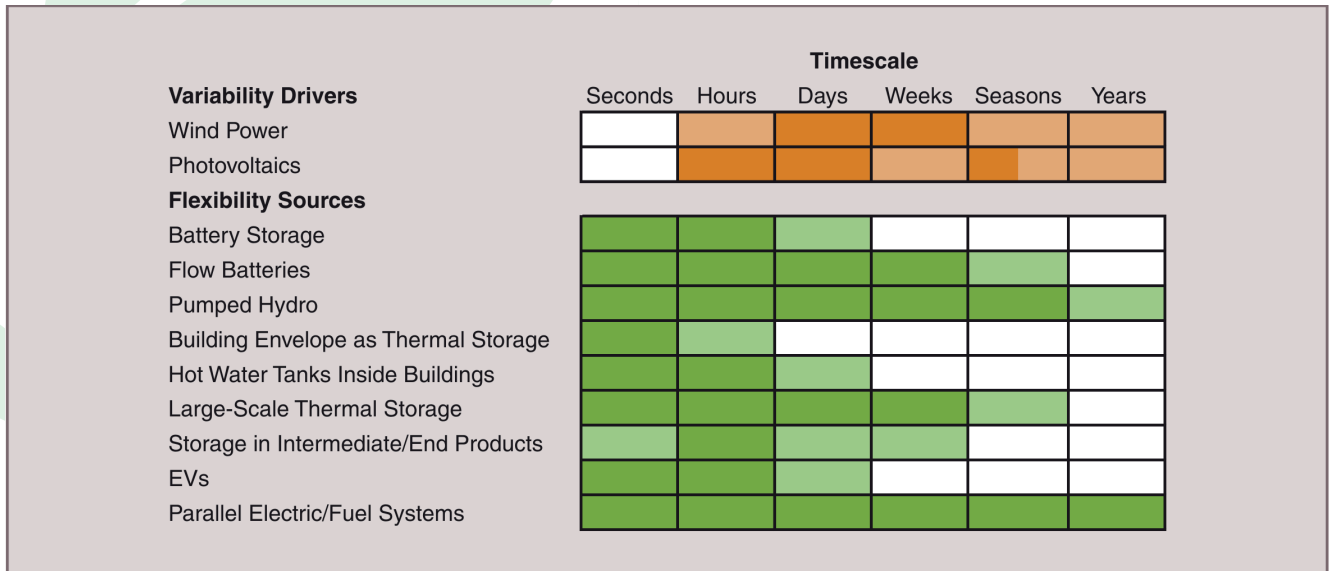 Timescale
Variability Drivers Seconds Hours Days Weeks Seasons Years
Wind Power
Photovoltaics
Flexibility Sources
Battery Storage
Flow Batteries
Pumped Hydro
Building Envelope as Thermal Storage
Hot Water Tanks Inside Buildings
Large-Scale Thermal Storage
Storage in Intermediate/End Products
EVs
Parallel Electric/Fuel Systems